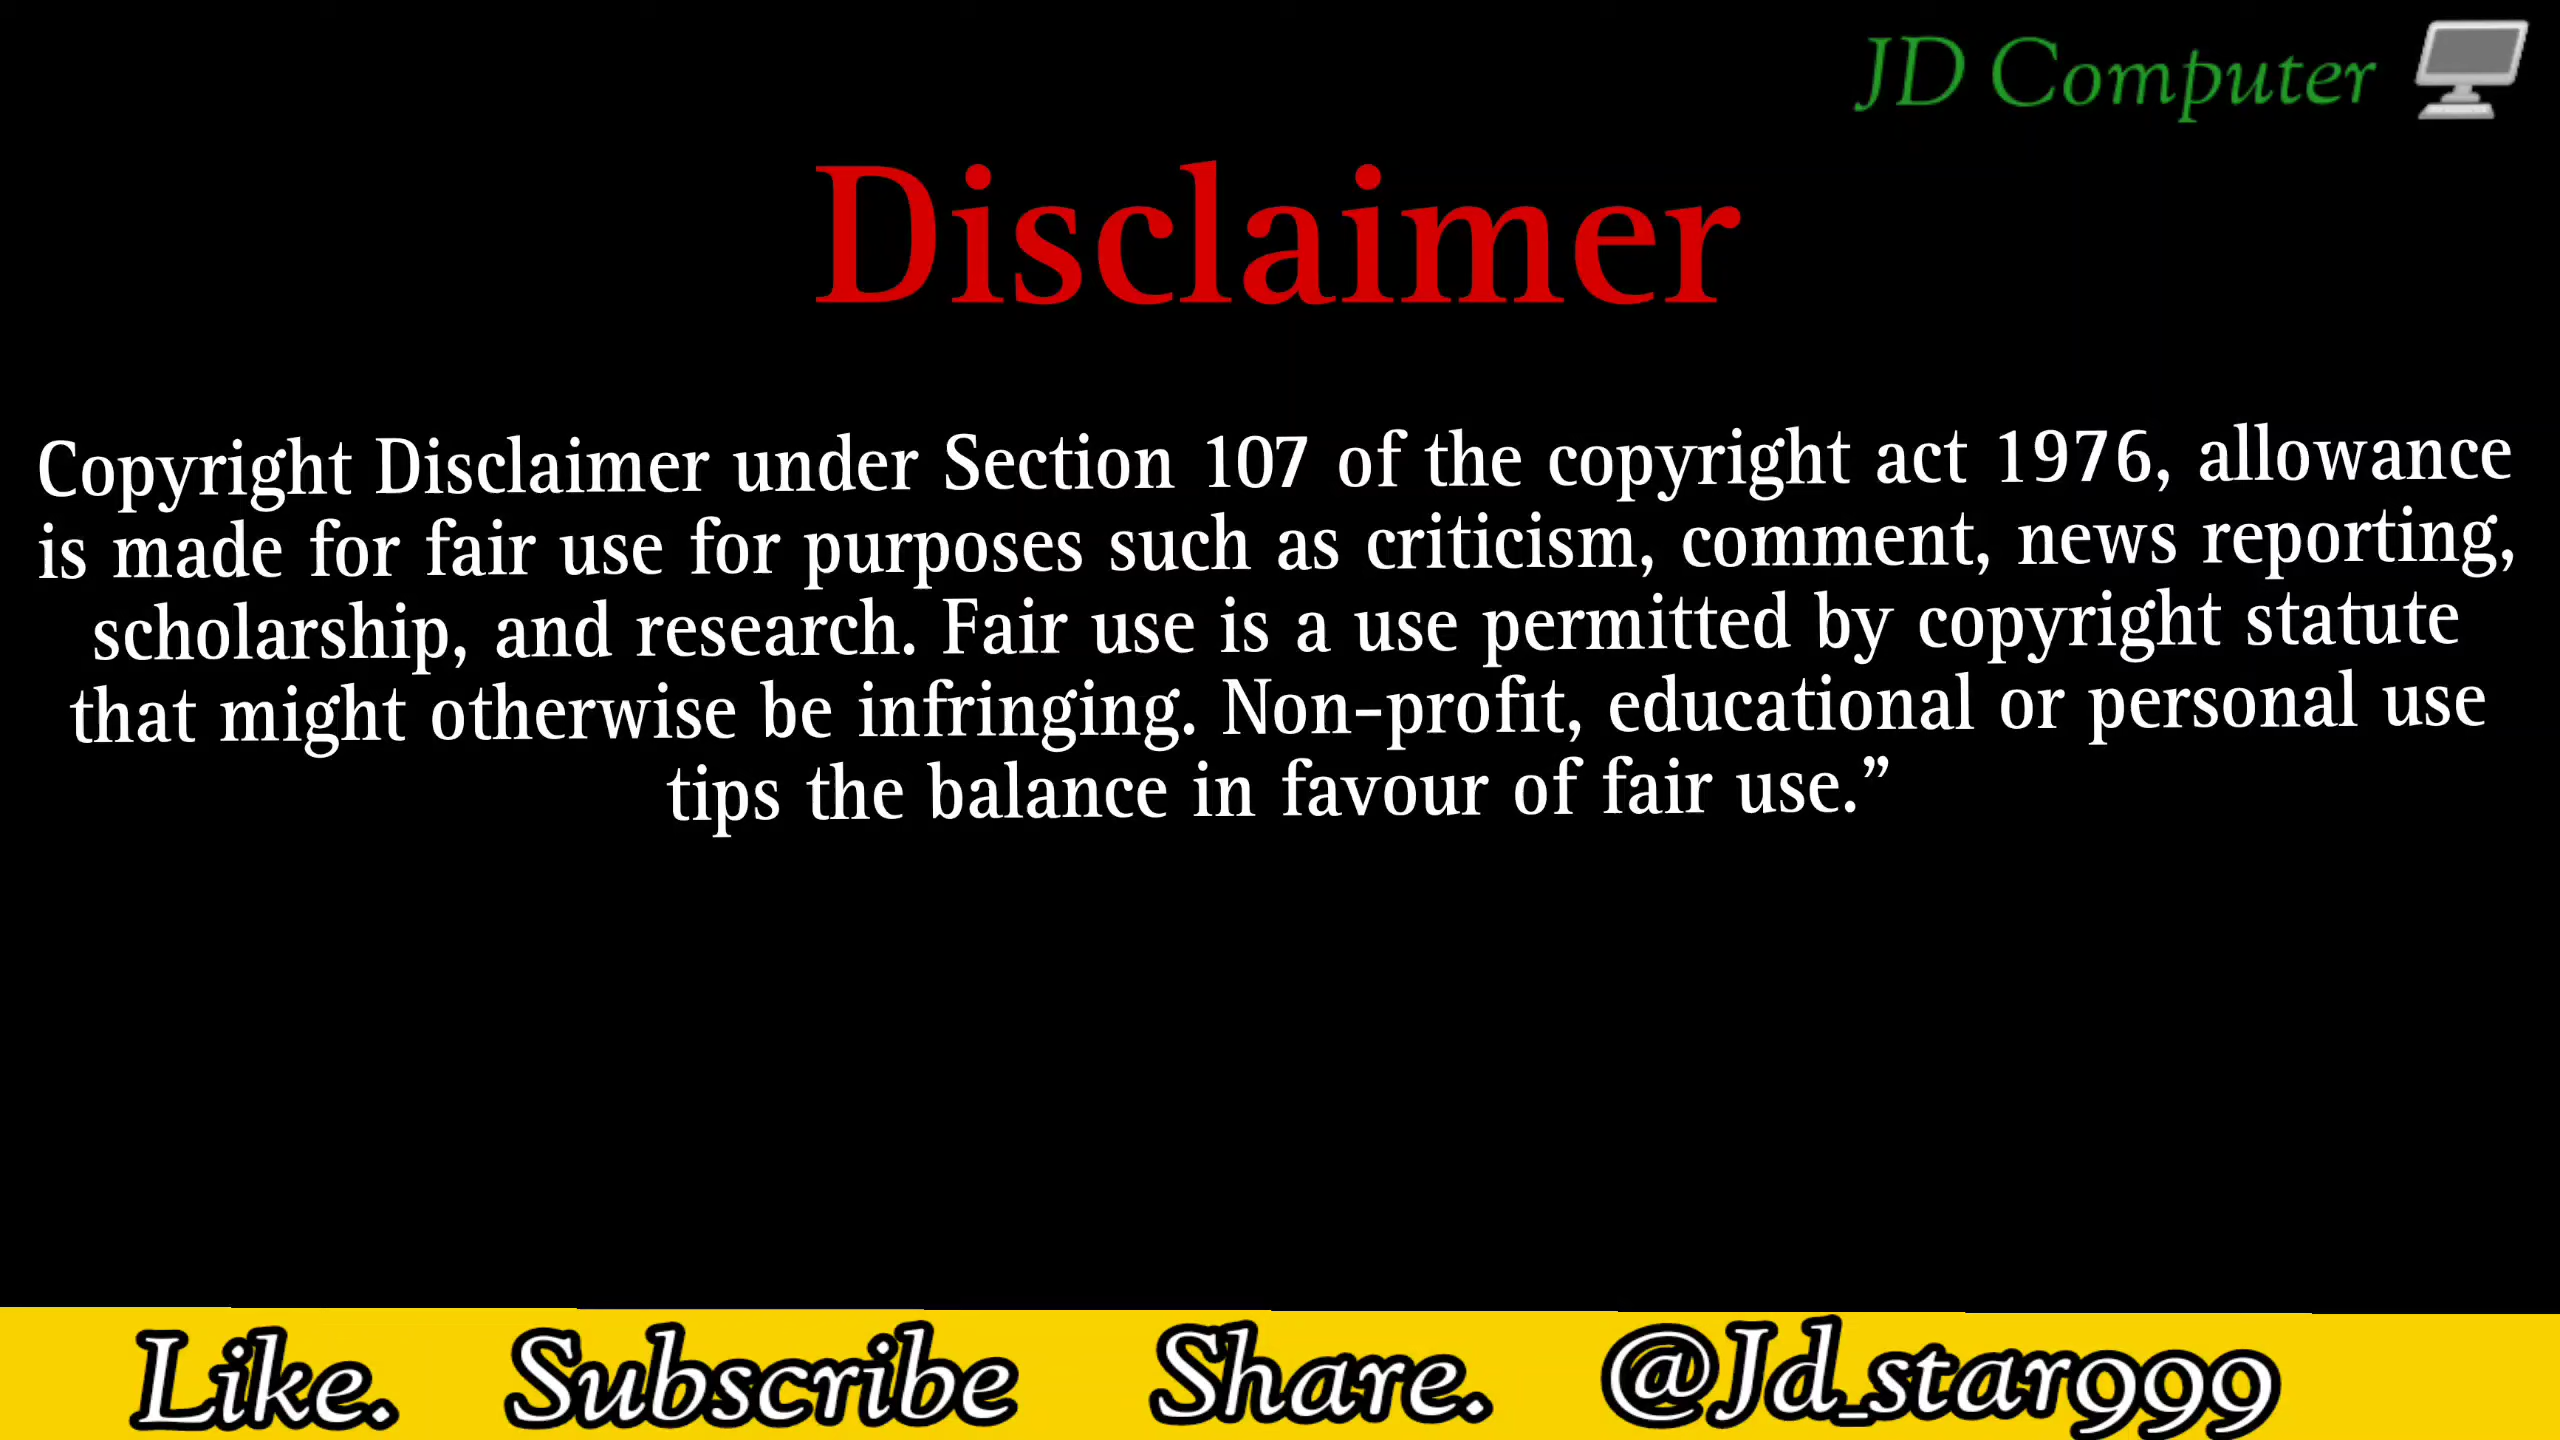 JD Computer
Disclaimer
Copyright Disclaimer under Section 107 of the copyright act 1976, allowance
is made for fair use for purposes such as criticism, comment, news reporting,
scholarship, and research. Fair use is a use permitted by copyright statute
that might otherwise be infringing. Non-profit, educational or personal use
tips the balance in favour of fair use.”
Like. Subscribe Share. @Jd_star999